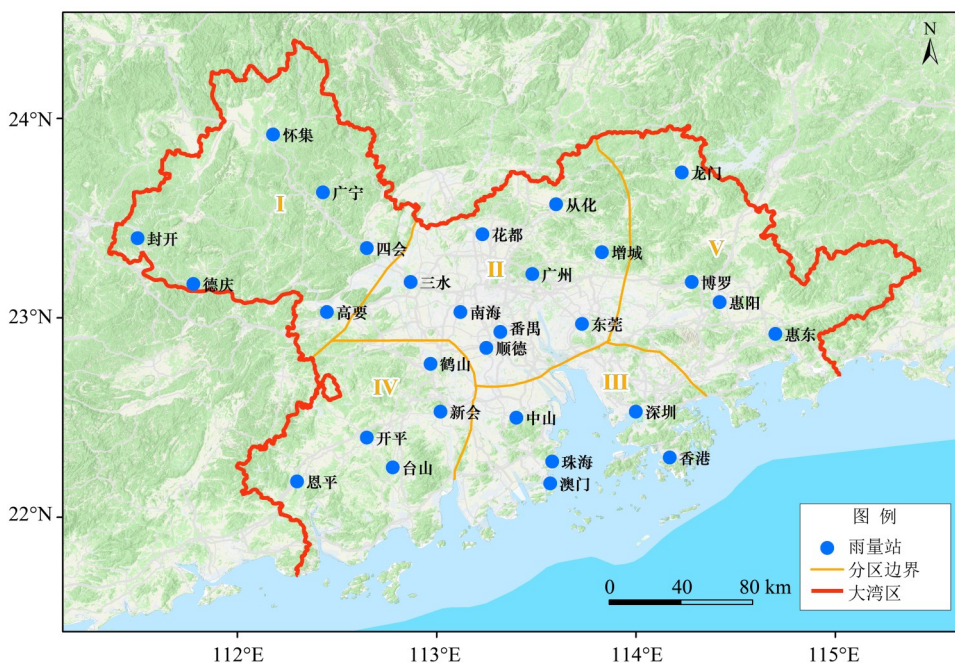 N
24°N
怀集
龙门
广宁
从化
I
封开
四会
花都
增城
V
II
德庆
三水
广州
博罗
惠阳
高要
南海
23°N
番禺
东莞
惠东
顺德
鹤山
IV
III
新会
中山
深圳
开平
台山
珠海
香港
恩平
澳门
22°N
图 例
雨量站
分区边界
大湾区
0 40 80 km
112°E 113°E 114°E 115°E